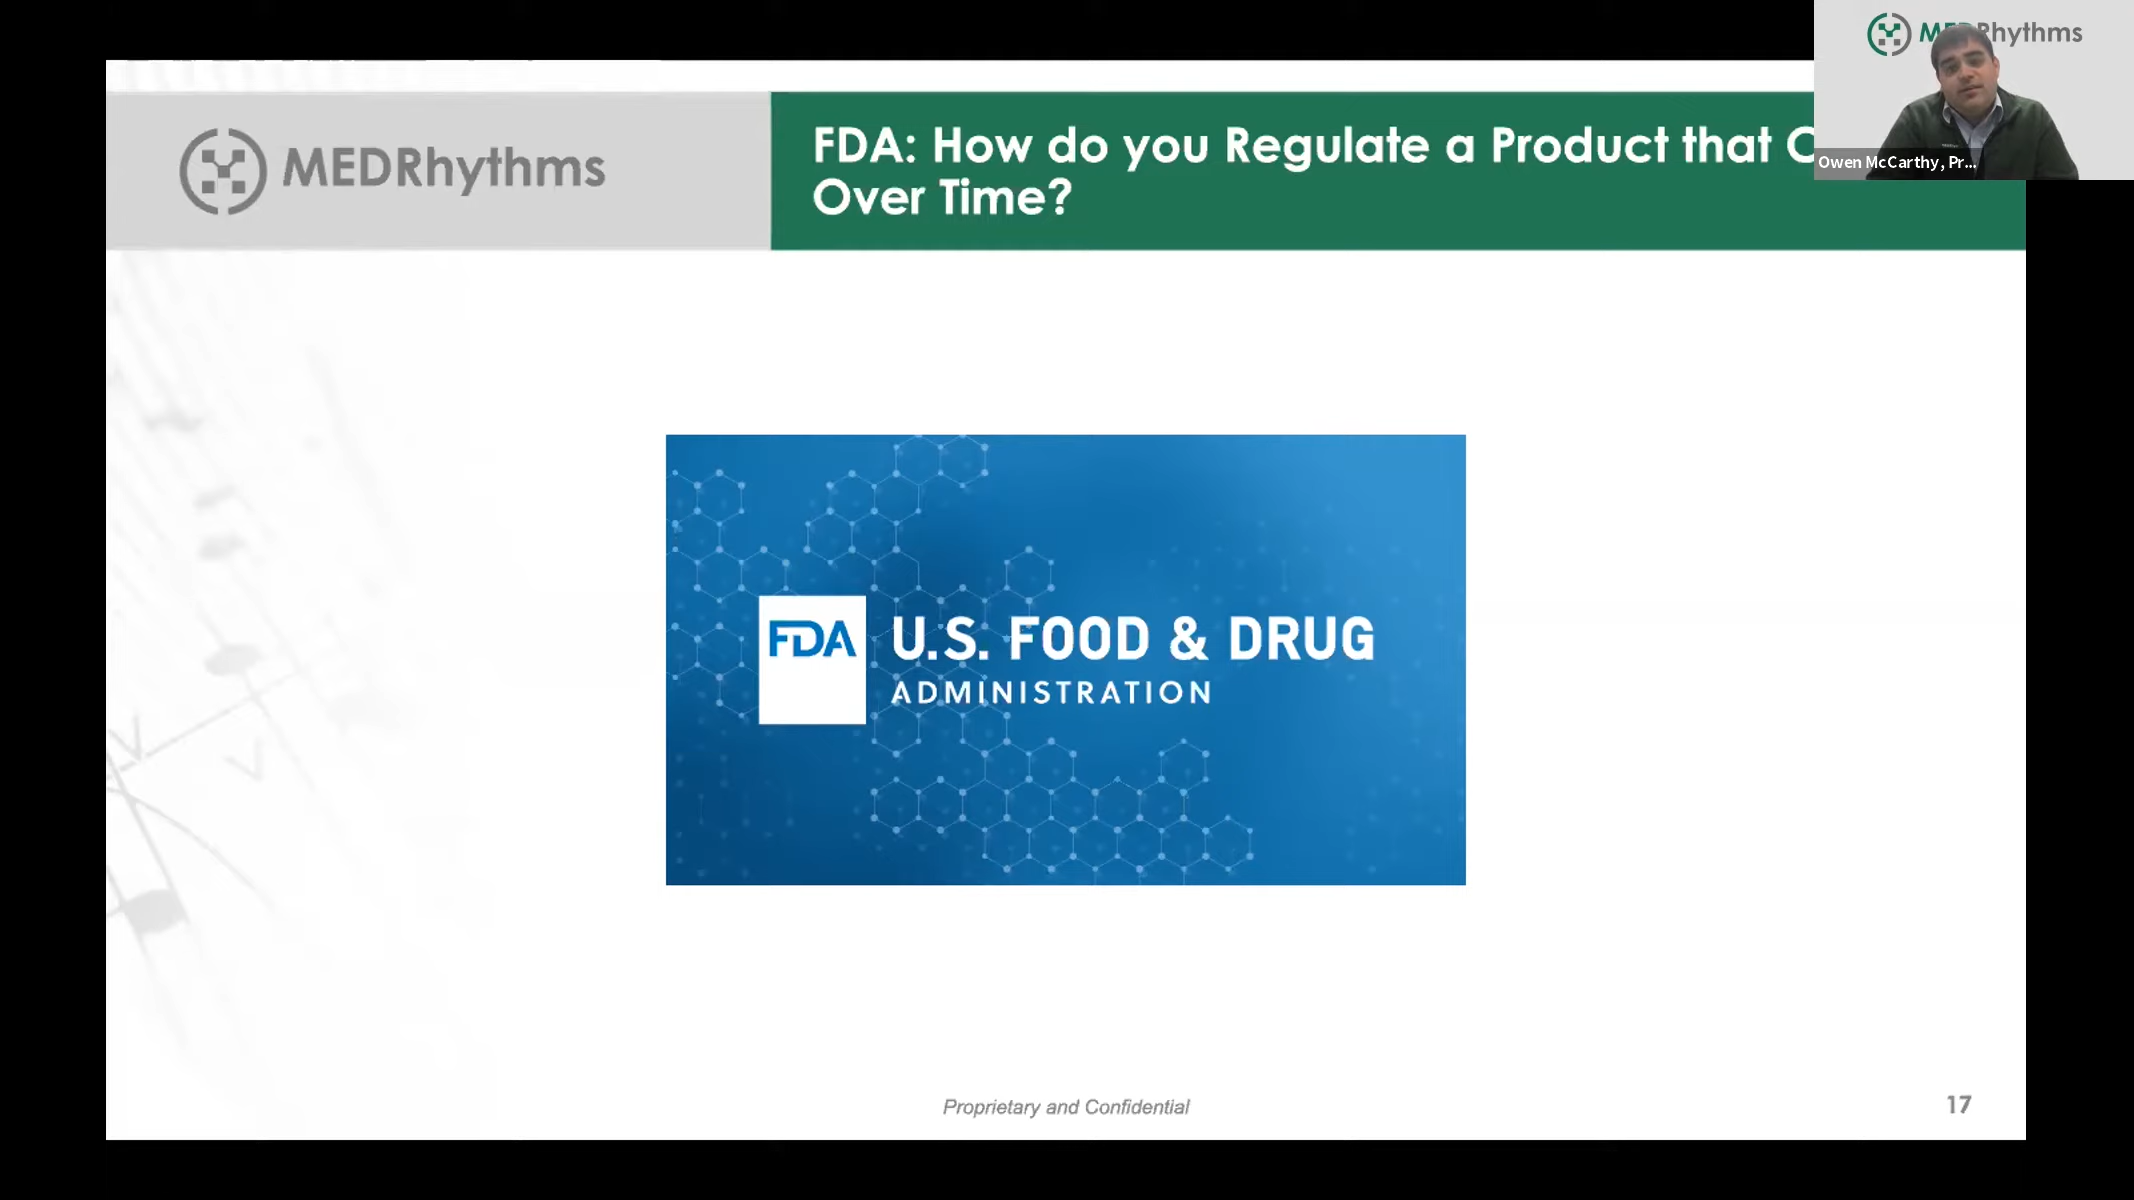 MEDRhythms
FDA: How do you Regulate a Product that
Over Time?
MEDRhythms
Owen McCarthy, Pr...
FDA
U.S. FOOD & DRUG
ADMINISTRATION
Proprietary and Confidential
17